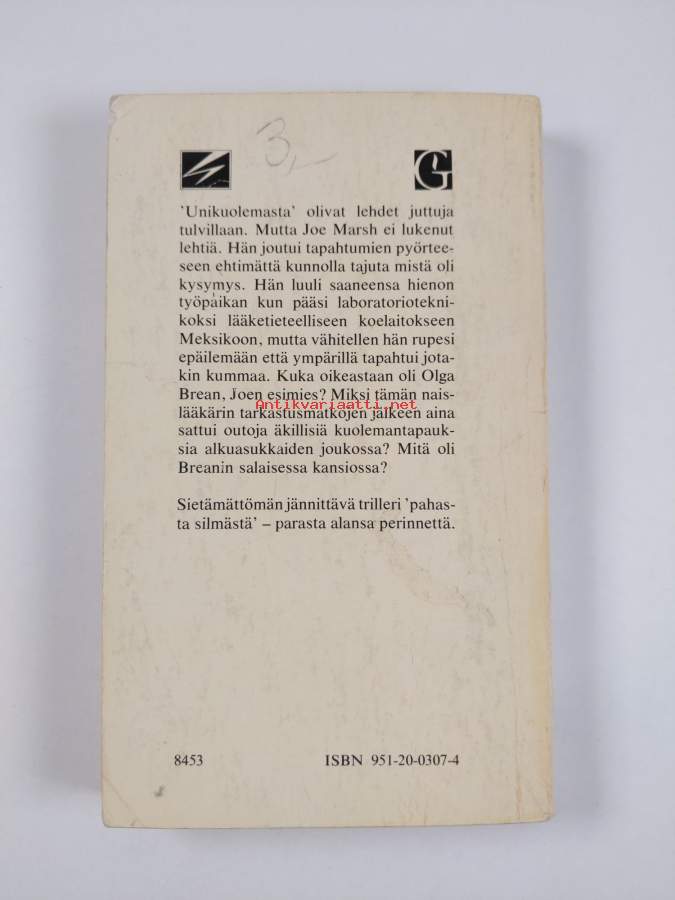 3,-
G
'Unikuolemasta' olivat lehdet juttuja
tulvillaan. Mutta Joe Marsh ei lukenut
lehtiä. Hän joutui tapahtumien pyörtee-
seen ehtimättä kunnolla tajuta mistä oli
kysymys. Hän luuli saaneensa hienon
työpaikan kun pääsi laboratoriotekni-
koksi lääketieteelliseen koelaitokseen
Meksikoon, mutta vähitellen hän rupesi
epäilemään että ympärillä tapahtui jota-
kin kummaa. Kuka oikeastaan oli Olga
Brean, Joen esimies? Miksi tämän nais-
Antikvariaatti.net
lääkärin tarkastusmatkojen jälkeen aina
sattui outoja äkillisiä kuolemantapauk-
sia alkuasukkaiden joukossa? Mitä oli
Breanin salaisessa kansiossa?
Sietämättömän jännittävä trilleri 'pahas-
ta silmästä' – parasta alansa perinnettä.
8453
ISBN 951-20-0307-4